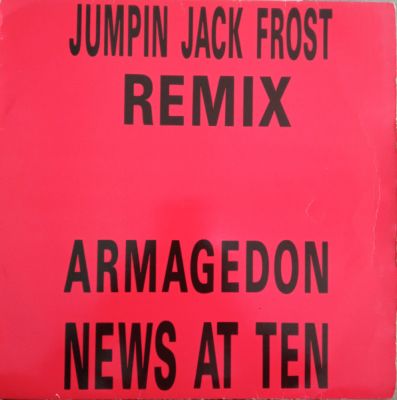 JUMPIN JACK FROST
REMIX
ARMAGEDON
NEWS AT TEN